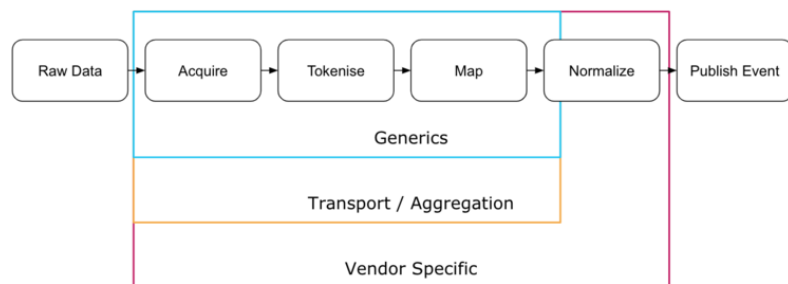 Raw Data
Acquire
Tokenise
Map
Normalize
Publish Event
Generics
Transport / Aggregation
Vendor Specific